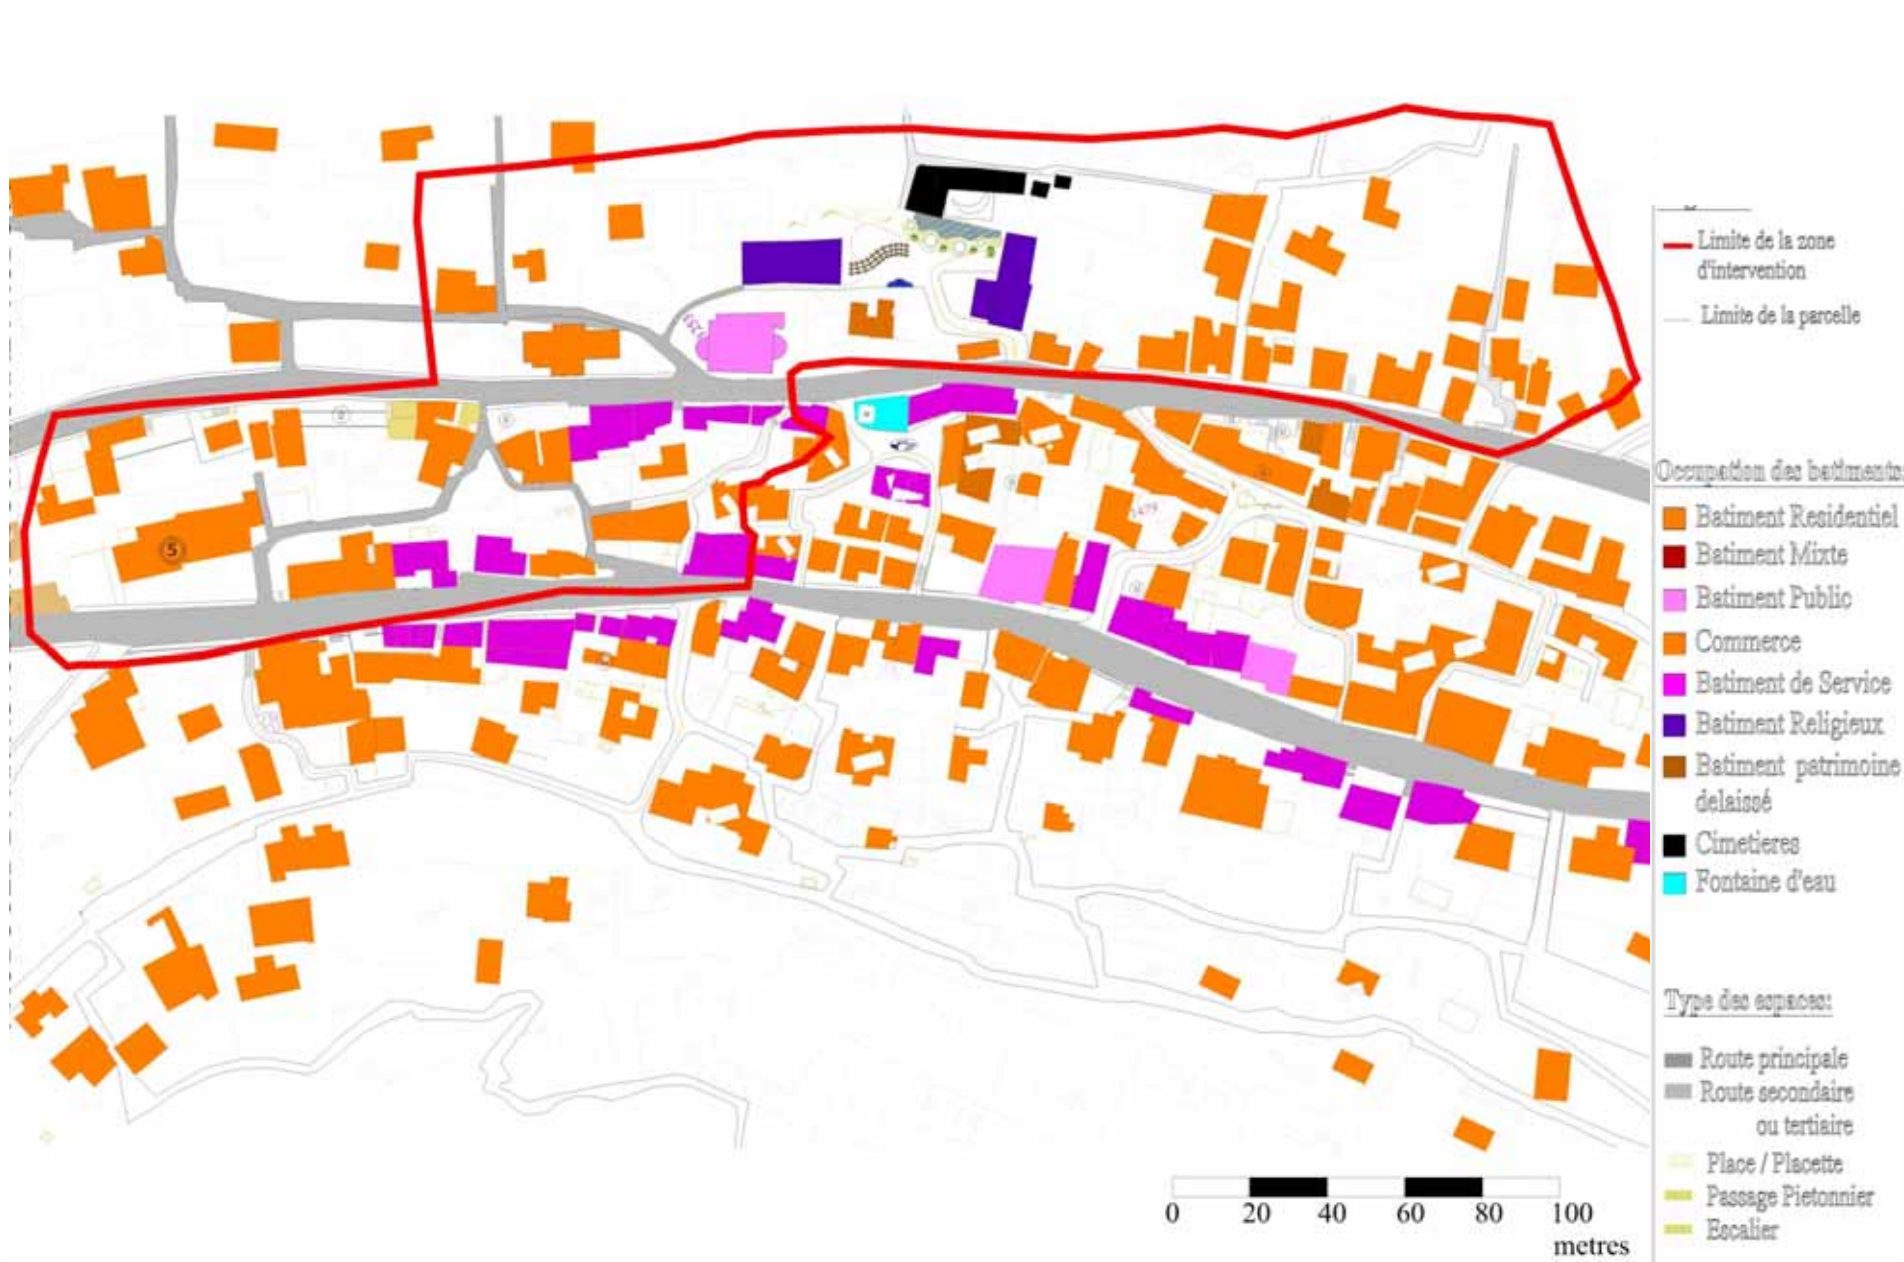 Limite de la zone
d'intervention
Limite de la parcelle
Occupation des batiments:
Batiment Residentiel
Batiment Mixte
Batiment Public
Commerce
Batiment de Service
Batiment Religieux
Batiment patrimoine
delaissé
Cimetieres
Fontaine d'eau
Type des espaces:
Route principale
Route secondaire
ou tertiaire
Place / Placette
Passage Pietonnier
Escalier
5
1479
0 20 40 60 80 100
metres